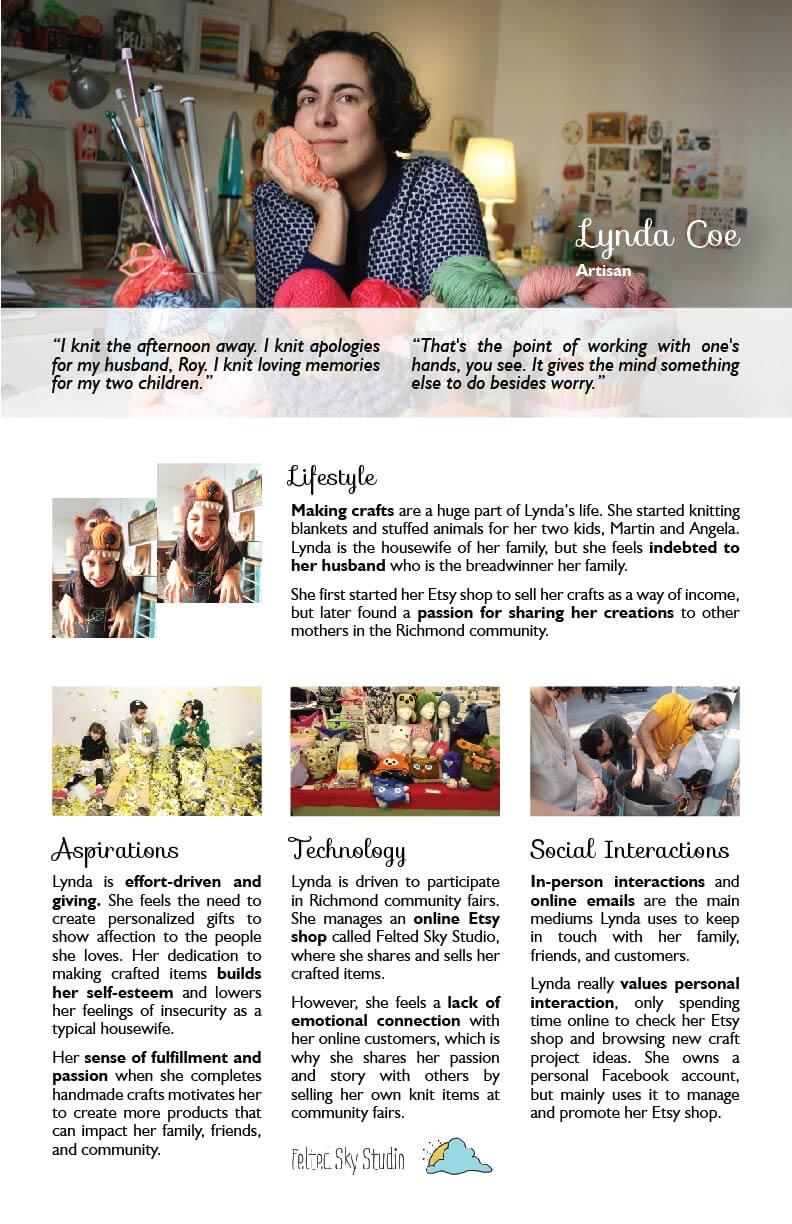 Lynda Coe
Artisan
“I knit the afternoon away. I knit apologies
for my husband, Roy. I knit loving memories
for my two children.”
“That's the point of working with one's
hands, you see. It gives the mind something
else to do besides worry.”
Lifestyle
Making crafts are a huge part of Lynda’s life. She started knitting
blankets and stuffed animals for her two kids, Martin and Angela.
Lynda is the housewife of her family, but she feels indebted to
her husband who is the breadwinner her family.
She first started her Etsy shop to sell her crafts as a way of income,
but later found a passion for sharing her creations to other
mothers in the Richmond community.
Aspirations
Lynda is effort-driven and
giving. She feels the need to
create personalized gifts to
show affection to the people
she loves. Her dedication to
making crafted items builds
her self-esteem and lowers
her feelings of insecurity as a
typical housewife.
Her sense of fulfillment and
passion when she completes
handmade crafts motivates her
to create more products that
can impact her family, friends,
and community.
Technology
Lynda is driven to participate
in Richmond community fairs.
She manages an online Etsy
shop called Felted Sky Studio,
where she shares and sells her
crafted items.
However, she feels a lack of
emotional connection with
her online customers, which is
why she shares her passion
and story with others by
selling her own knit items at
community fairs.
Felted Sky Studio
Social Interactions
In-person interactions and
online emails are the main
mediums Lynda uses to keep
in touch with her family,
friends, and customers.
Lynda really values personal
interaction, only spending
time online to check her Etsy
shop and browsing new craft
project ideas. She owns a
personal Facebook account,
but mainly uses it to manage
and promote her Etsy shop.